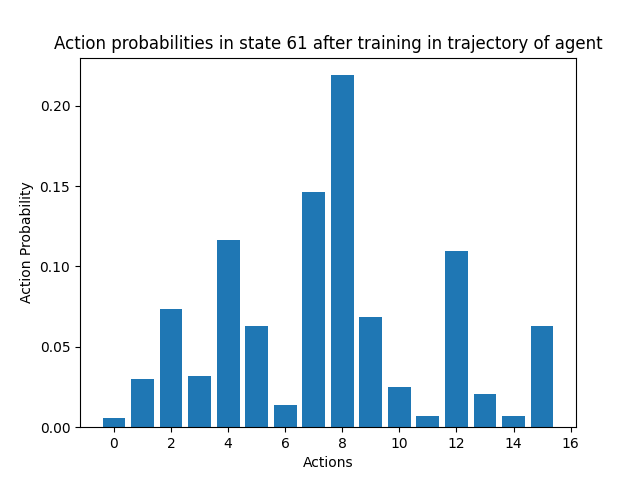 Action probabilities in state 61 after training in trajectory of agent
Action Probability
0.20
0.15
0.10
0.05
0.00
0 2 4 6 8 10 12 14 16
Actions